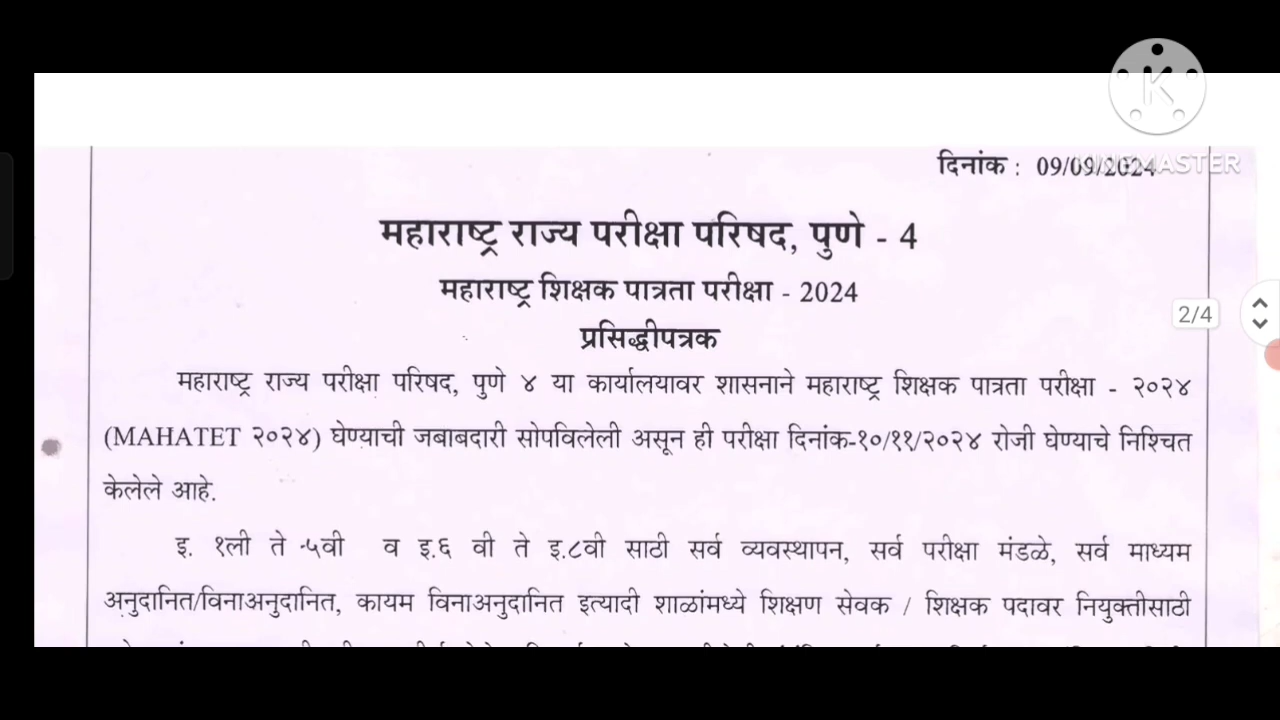 दिनांक : 09/09/2024
महाराष्ट्र राज्य परीक्षा परिषद, पुणे - 4
महाराष्ट्र शिक्षक पात्रता परीक्षा - 2024
प्रसिद्धीपत्रक
2/4
महाराष्ट्र राज्य परीक्षा परिषद, पुणे ४ या कार्यालयावर शासनाने महाराष्ट्र शिक्षक पात्रता परीक्षा - २०२४
(MAHATET २०२४) घेण्याची जबाबदारी सोपविलेली असून ही परीक्षा दिनांक-१०/११/२०२४ रोजी घेण्याचे निश्चित
केलेले आहे.
इ. १ली ते -५वी व इ.६ वी ते इ.८वी साठी सर्व व्यवस्थापन, सर्व परीक्षा मंडळे, सर्व माध्यम
अनुदानित/विनाअनुदानित, कायम विनाअनुदानित इत्यादी शाळांमध्ये शिक्षण सेवक / शिक्षक पदावर नियुक्तीसाठी